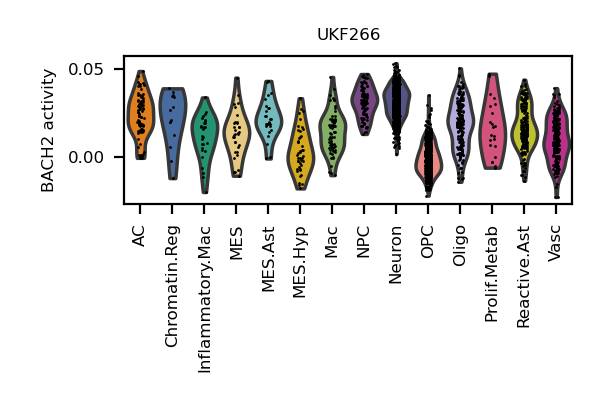 UKF266
BACH2 activity
0.05
0.00
AC
Chromatin.Reg
Inflammatory.Mac
MES
MES.Ast
MES.Hyp
Mac
NPC
Neuron
OPC
Oligo
Prolif.Metab
Reactive.Ast
Vasc